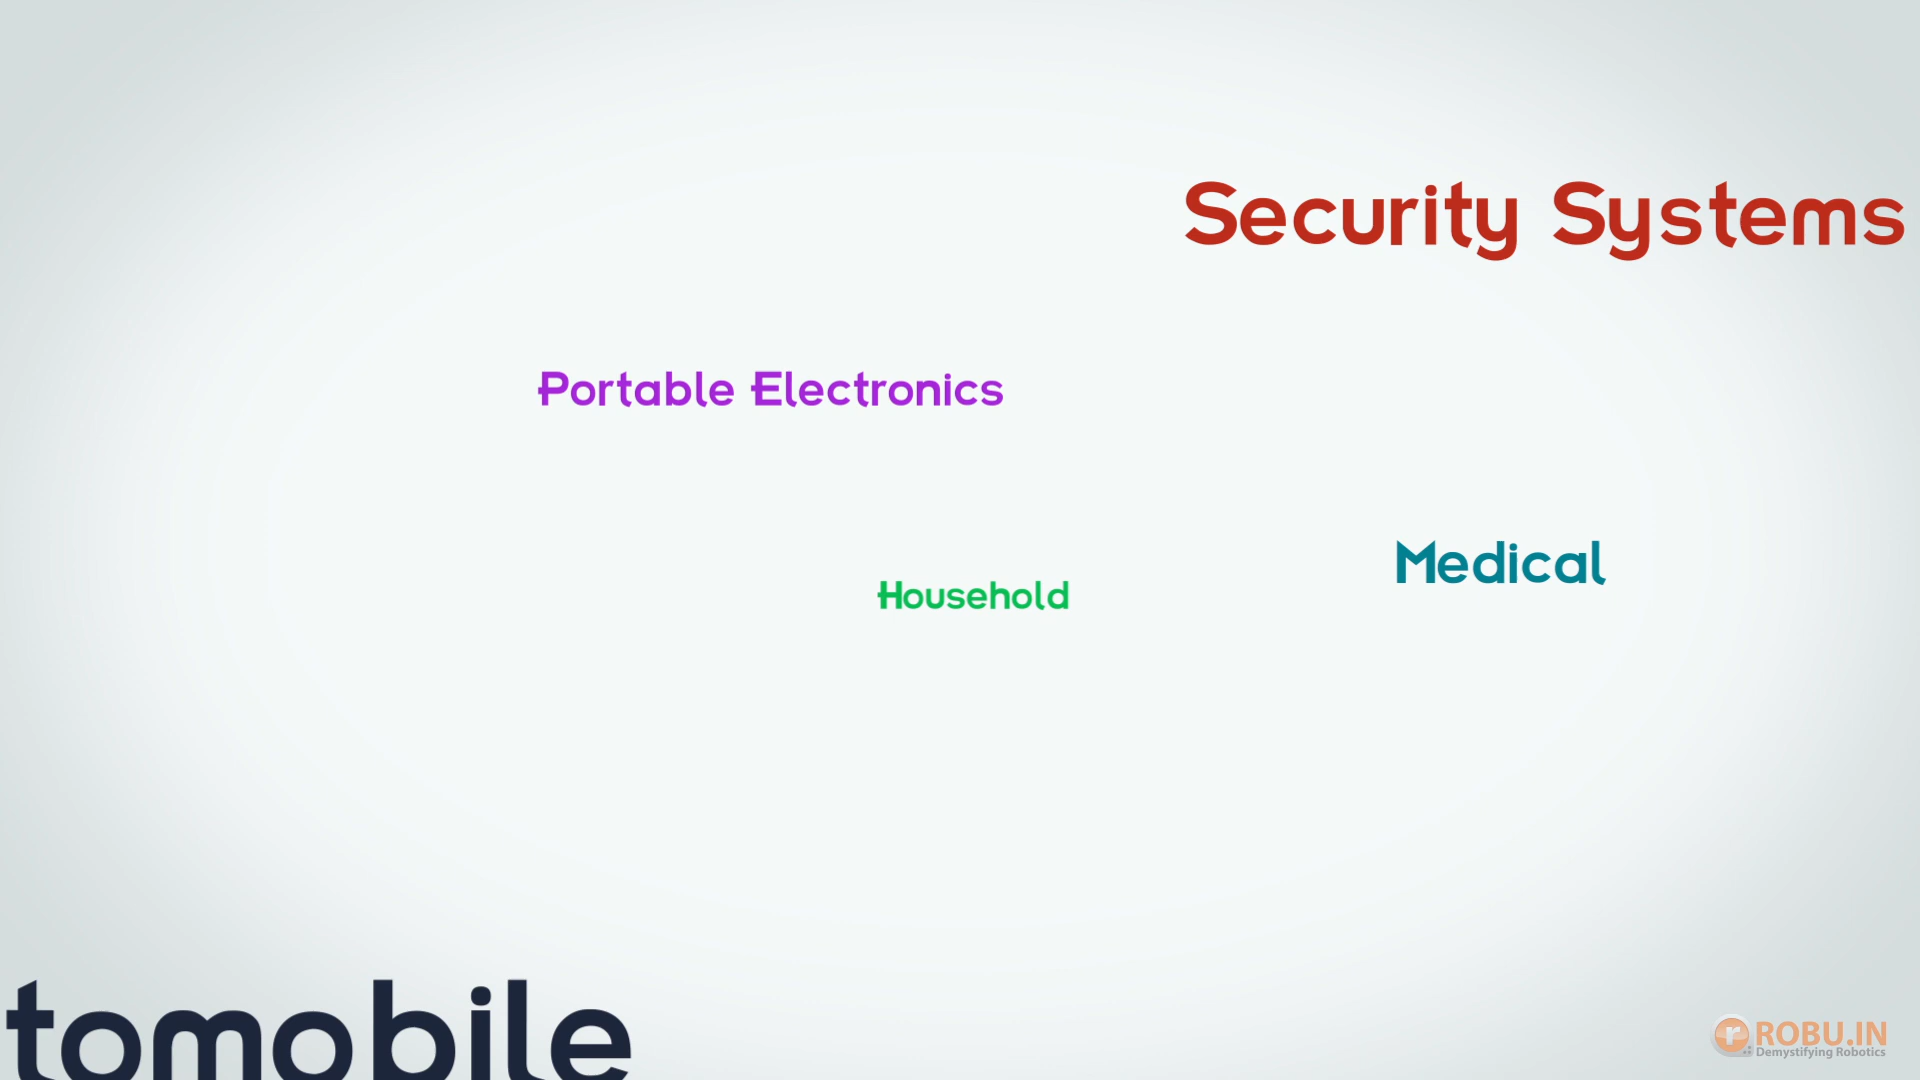 Security Systems
Portable Electronics
Medical
Household
tomobile
ROBU.IN
Demystifying Robotics